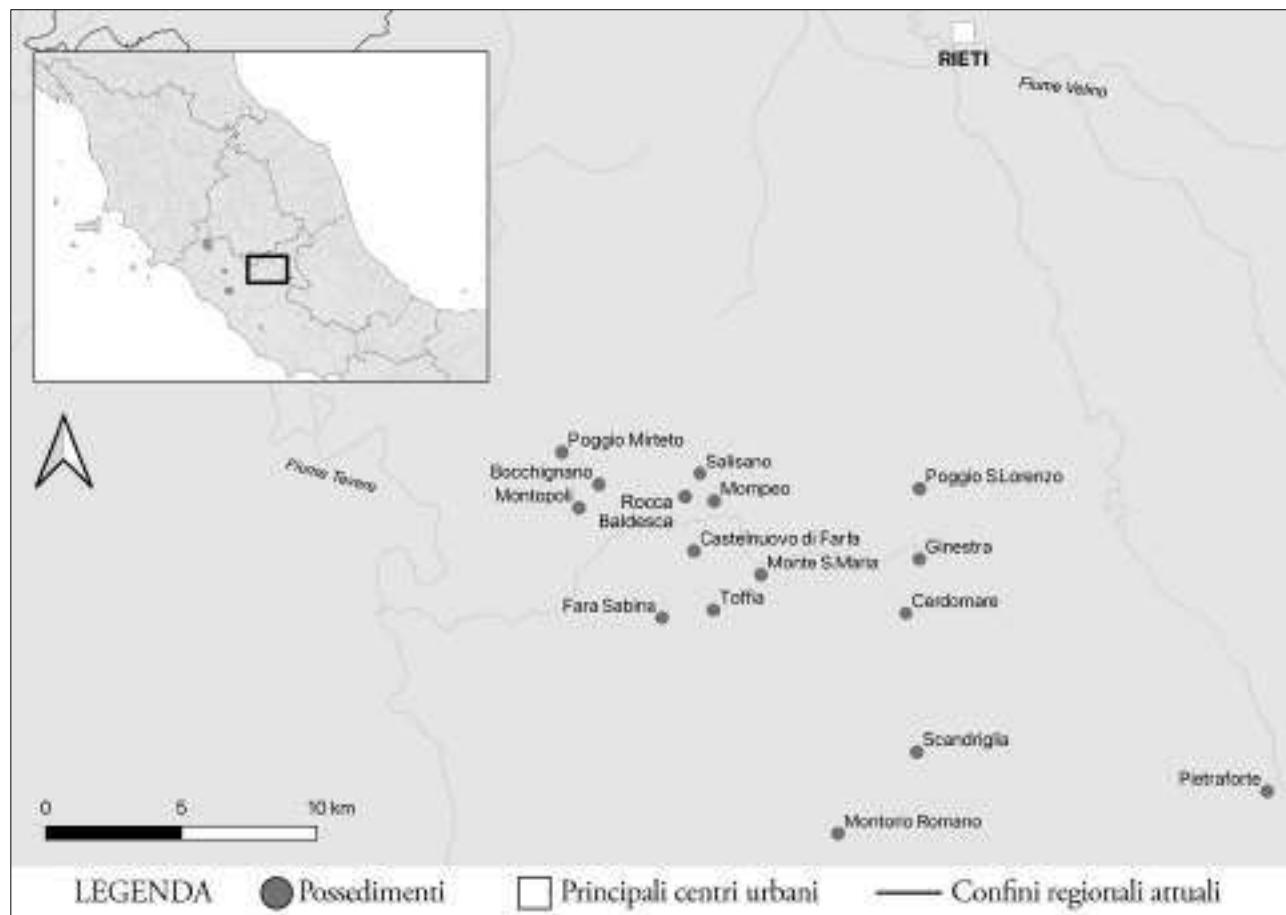 RIETI
Fiume Velino
Fiume Tevere
Poggio Mirteto
Bocchignano
Montopoli
Salisano
Rocca
Baldesca
Mompeo
Poggio S.Lorenzo
Castelnuovo di Farfa
Monte S.Maria
Ginestra
Fara Sabina
Toffia
Cerdomare
Scandriglia
Pietraforte
Montorio Romano
0 5 10 km
LEGENDA Possedimenti Principali centri urbani Confini regionali attuali